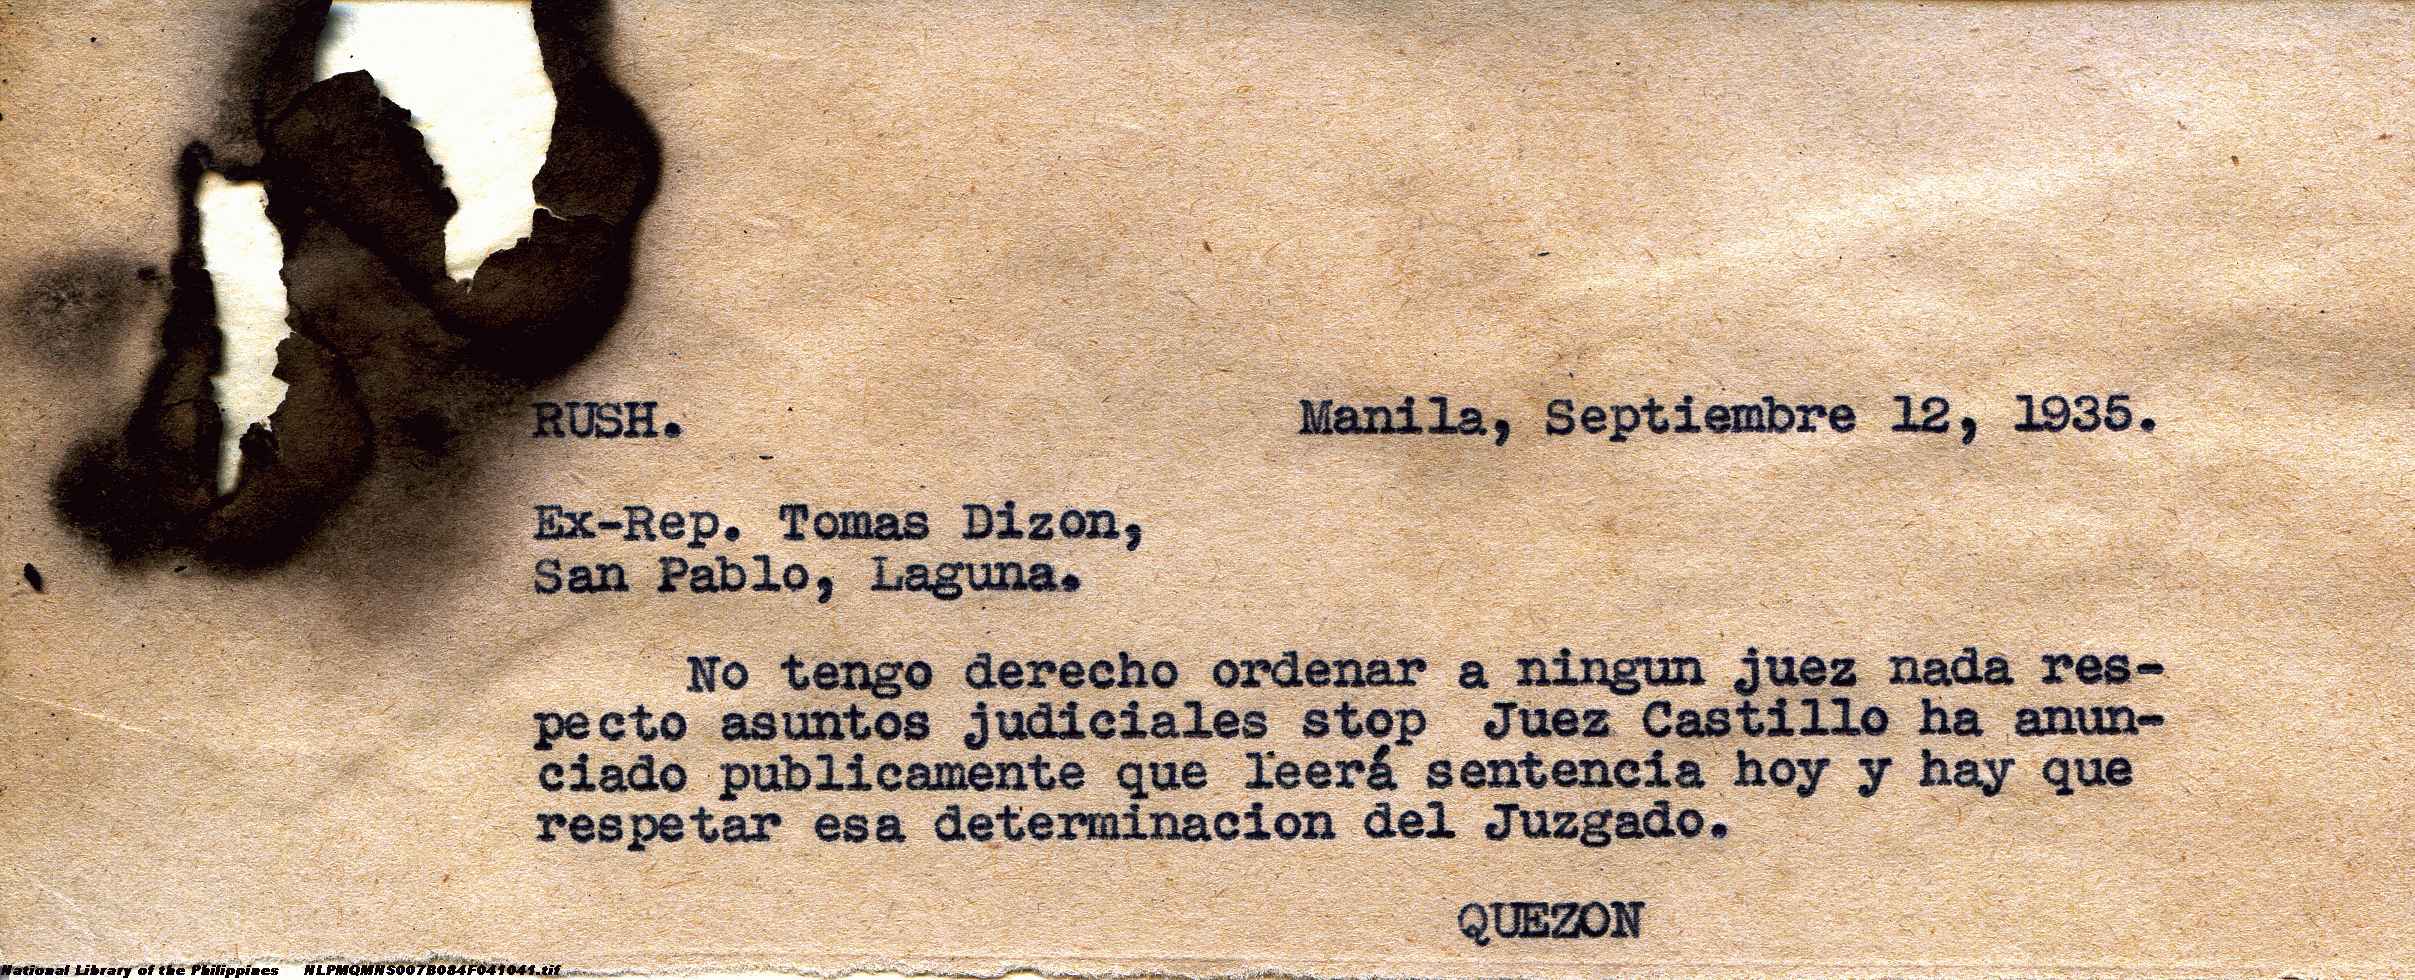 RUSH. Manila, Septiembre 12, 1935.
Ex-Rep. Tomas Dizon,
San Pablo, Laguna.
No tengo derecho ordenar a ningun juez nada res-
pecto asuntos judiciales stop Juez Castillo ha anun-
ciado publicamente que leerá sentencia hoy y hay que
respetar esa determinacion del Juzgado.
QUEZON
National Library of the Philippines NLPMQMNS007B084F041041.tif